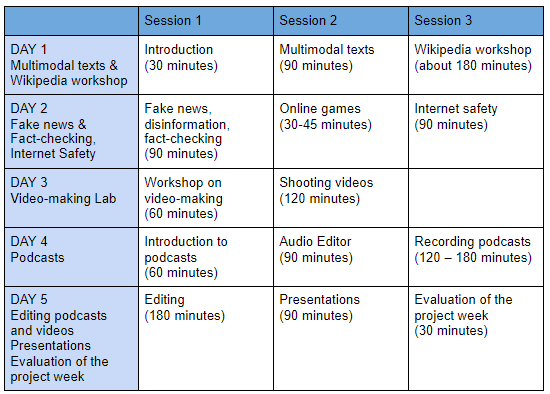 Session 1
Session 2
Session 3
DAY 1
Multimodal texts &
Wikipedia workshop
Introduction
(30 minutes)
Multimodal texts
(90 minutes)
Wikipedia workshop
(about 180 minutes)
DAY 2
Fake news &
Fact-checking,
Internet Safety
Fake news,
disinformation,
fact-checking
(90 minutes)
Online games
(30-45 minutes)
Internet safety
(90 minutes)
DAY 3
Video-making Lab
Workshop on
video-making
(60 minutes)
Shooting videos
(120 minutes)
DAY 4
Podcasts
Introduction to
podcasts
(60 minutes)
Audio Editor
(90 minutes)
Recording podcasts
(120 – 180 minutes)
DAY 5
Editing podcasts
and videos
Presentations
Evaluation of the
project week
Editing
(180 minutes)
Presentations
(90 minutes)
Evaluation of the
project week
(30 minutes)